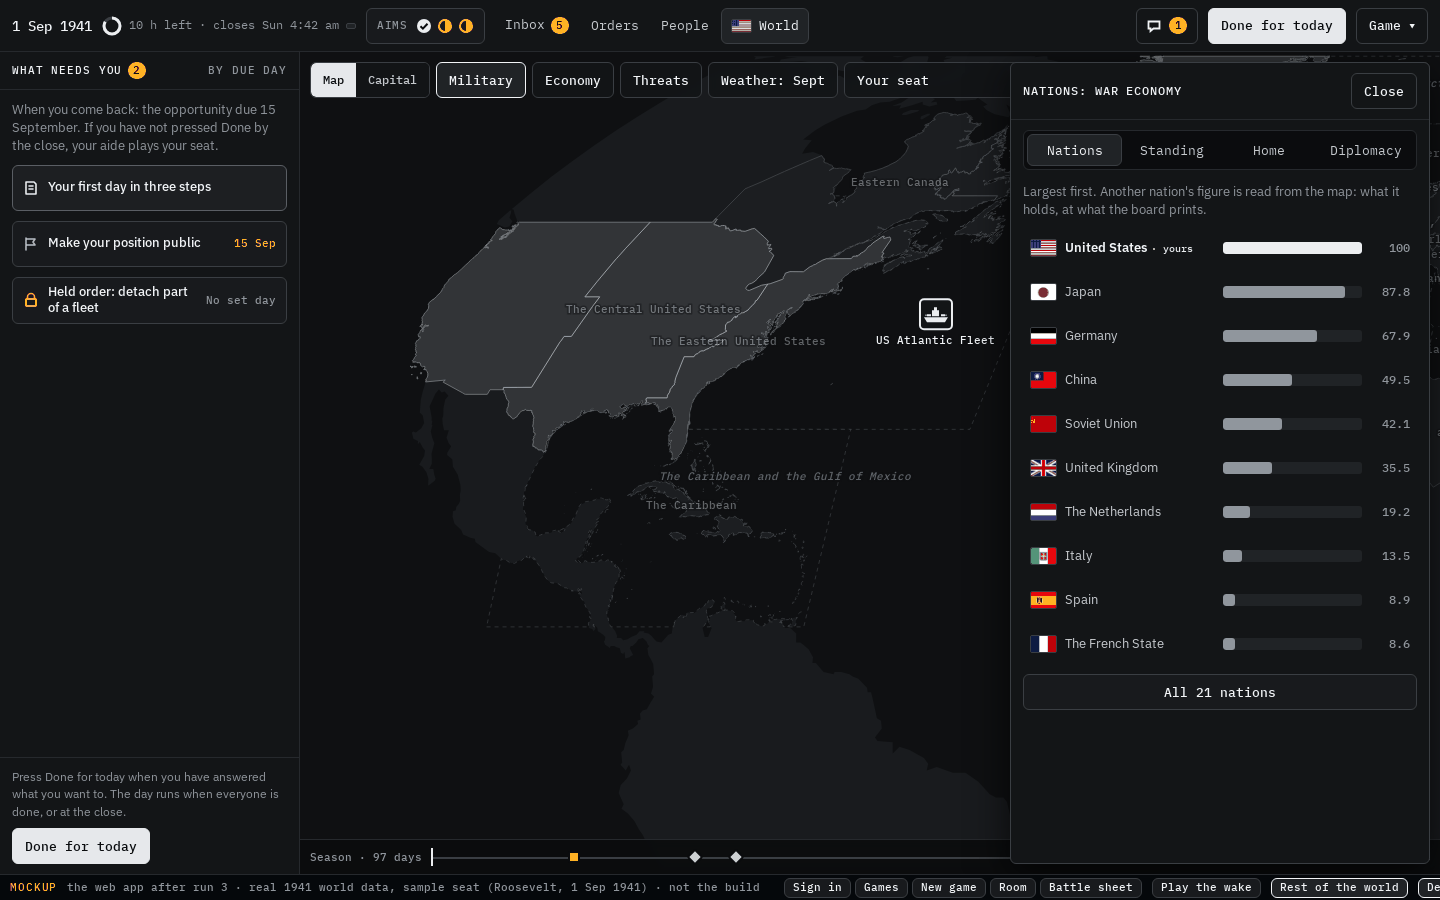 1 Sep 1941
10 h left · closes Sun 4:42 am
AIMS
Inbox 5
Orders
People
World
1
Done for today
Game ▾
WHAT NEEDS YOU 2
BY DUE DAY
When you come back: the opportunity due 15
September. If you have not pressed Done by
the close, your aide plays your seat.
Your first day in three steps
Make your position public
15 Sep
Held order: detach part
of a fleet
No set day
Press Done for today when you have answered
what you want to. The day runs when everyone is
done, or at the close.
Done for today
Map
Capital
Military
Economy
Threats
Weather: Sept
Your seat
Eastern Canada
The Central United States
The Eastern United States
US Atlantic Fleet
The Caribbean and the Gulf of Mexico
The Caribbean
Season · 97 days
NATIONS: WAR ECONOMY
Close
Nations
Standing
Home
Diplomacy
Largest first. Another nation's figure is read from the map: what it
holds, at what the board prints.
United States · yours
100
Japan
87.8
Germany
67.9
China
49.5
Soviet Union
42.1
United Kingdom
35.5
The Netherlands
19.2
Italy
13.5
Spain
8.9
The French State
8.6
All 21 nations
MOCKUP
the web app after run 3 · real 1941 world data, sample seat (Roosevelt, 1 Sep 1941) · not the build
Sign in
Games
New game
Room
Battle sheet
Play the wake
Rest of the world